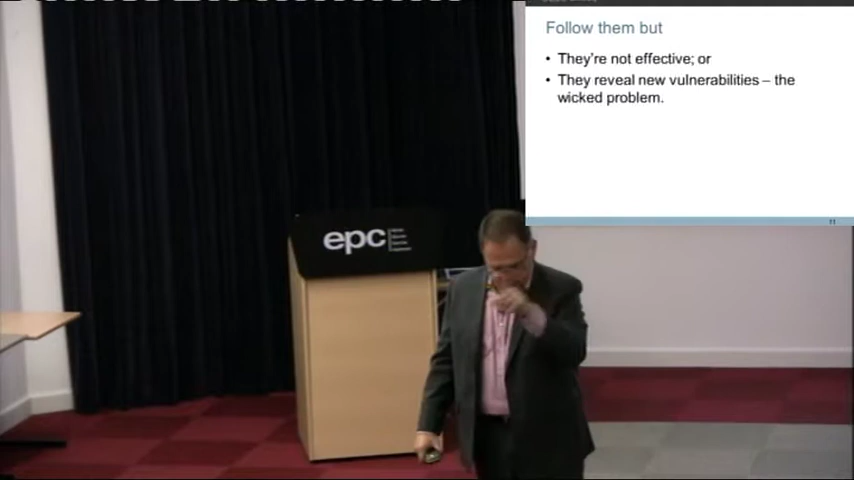 Follow them but
• They're not effective; or
• They reveal new vulnerabilities – the
wicked problem.
11
epc